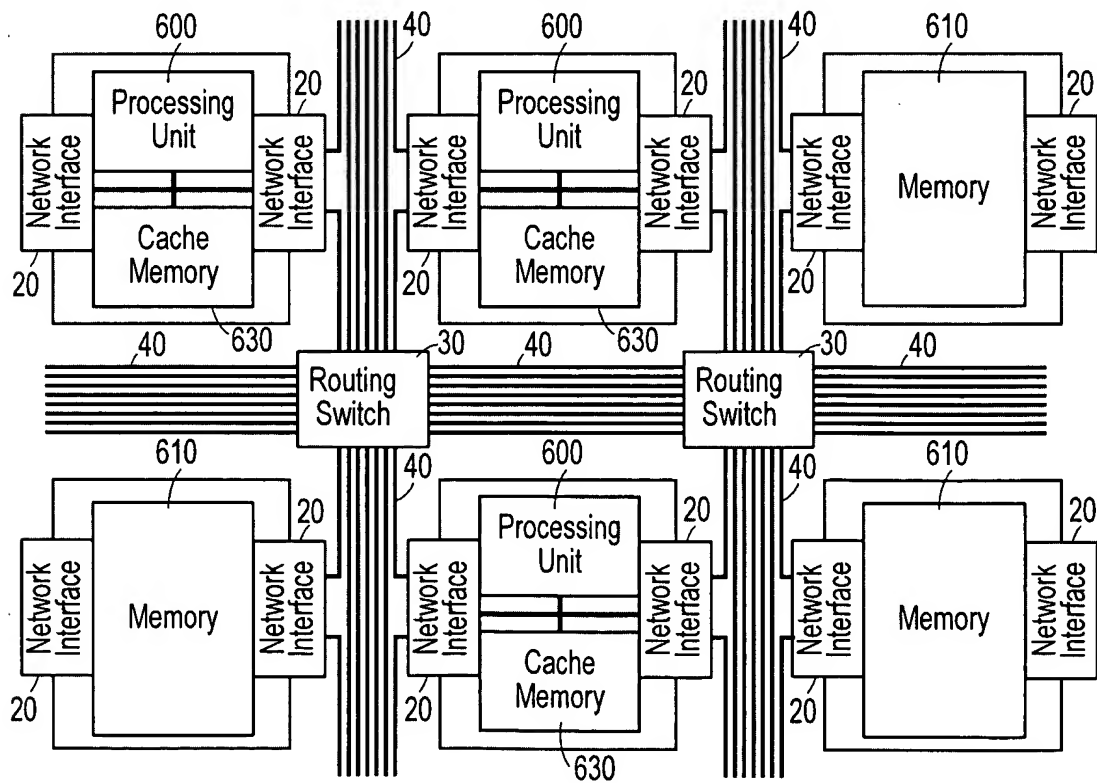 600 40 600 40 610
20 20 20
Processing Unit
Processing Unit
Network Interface
Network Interface
Network Interface
Network Interface
Network Interface
Memory
Network Interface
Cache Memory
Cache Memory
20 20 20
630 630
40 30 40 30 40
Routing Switch
Routing Switch
610 600 610
40 40
20 20 20
Processing Unit
Network Interface
Memory
Network Interface
Network Interface
Network Interface
Network Interface
Memory
Network Interface
Cache Memory
20 20 20
630